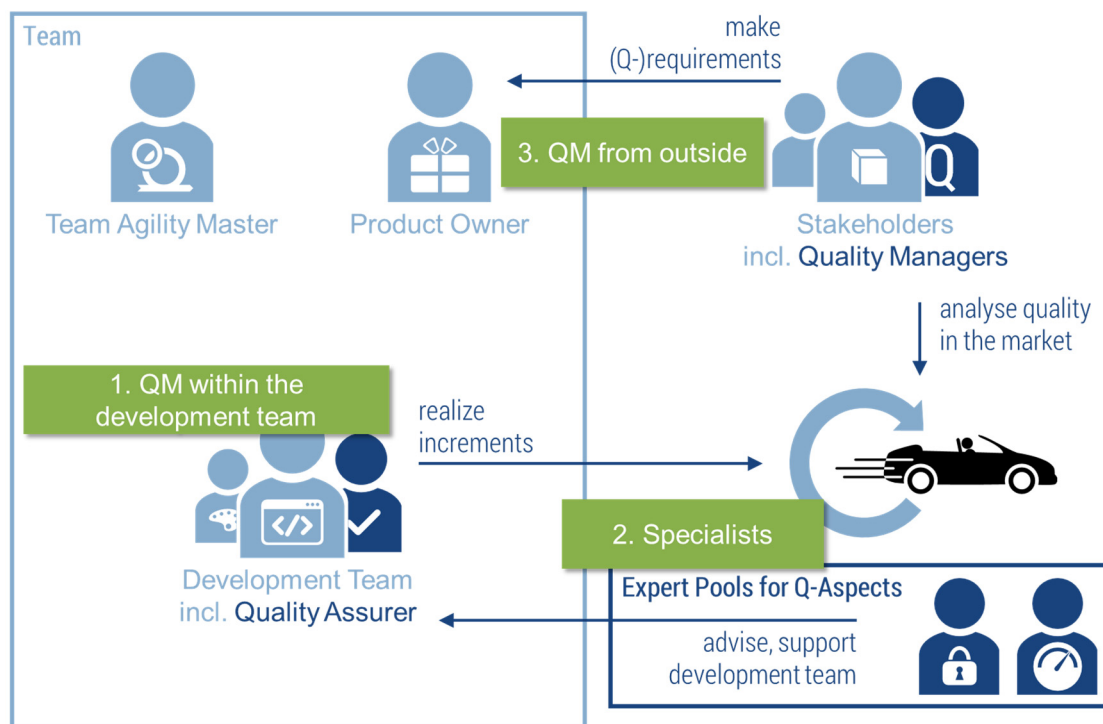 Team
make
(Q-)requirements
3. QM from outside
Q
Team Agility Master
Product Owner
Stakeholders
incl. Quality Managers
analyse quality
in the market
1. QM within the
development team
realize
increments
</>
2. Specialists
Development Team
incl. Quality Assurer
Expert Pools for Q-Aspects
advise, support
development team